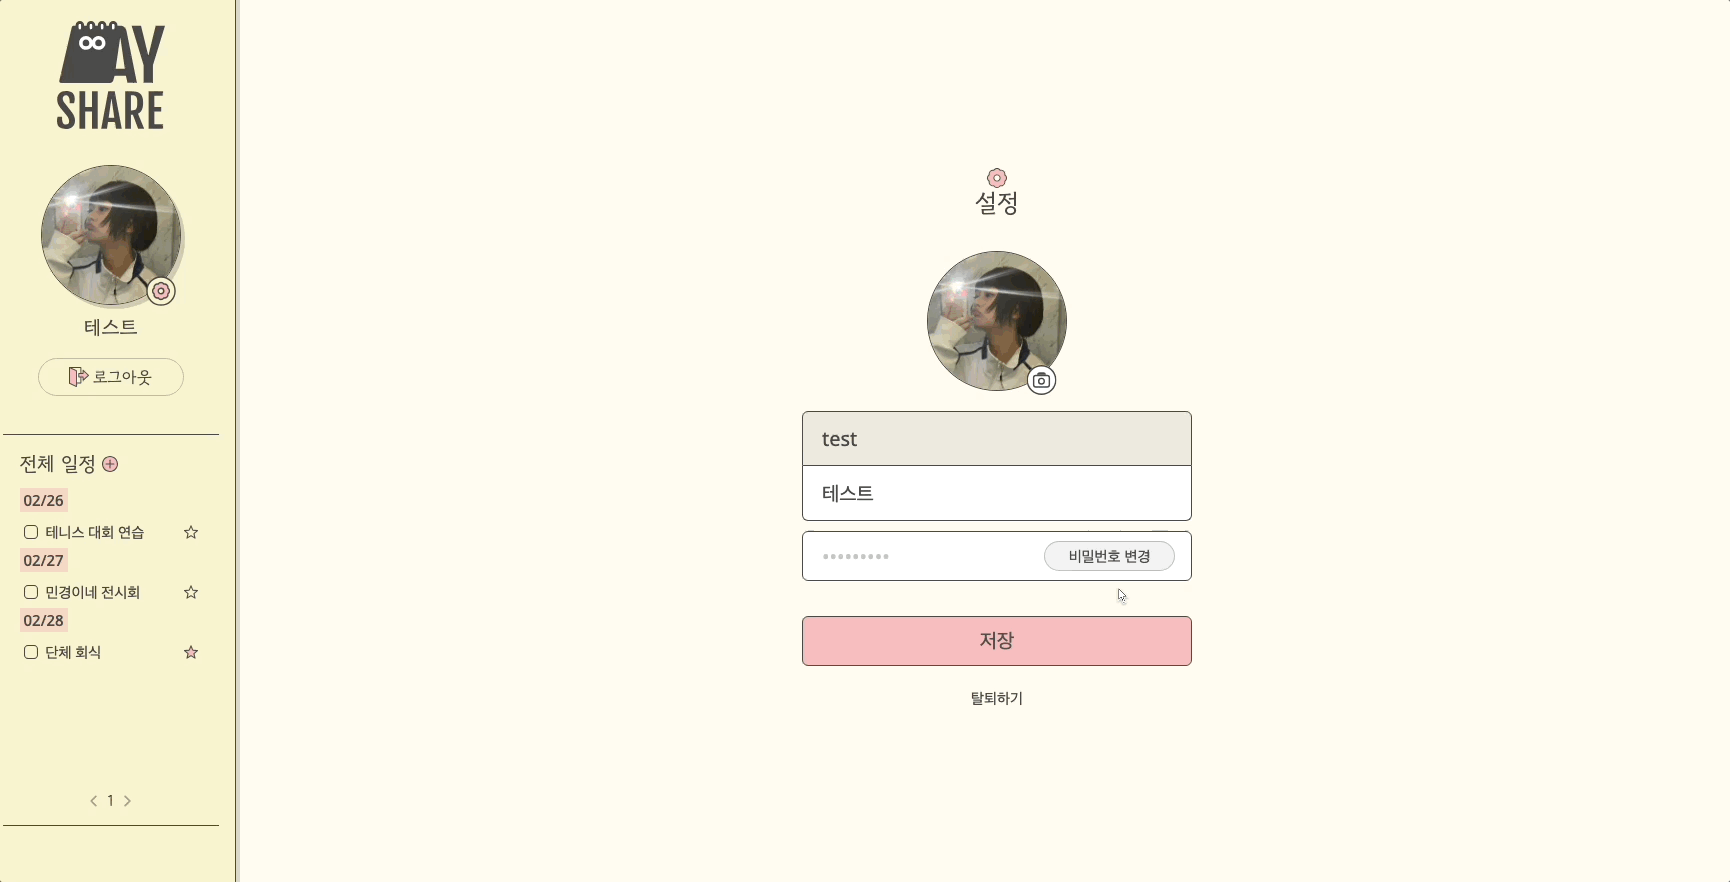 DAY
SHARE
테스트
로그아웃
전체 일정
02/26
테니스 대회 연습
02/27
민경이네 전시회
02/28
단체 회식
< 1 >
설정
test
테스트
•••••••••
비밀번호 변경
저장
탈퇴하기